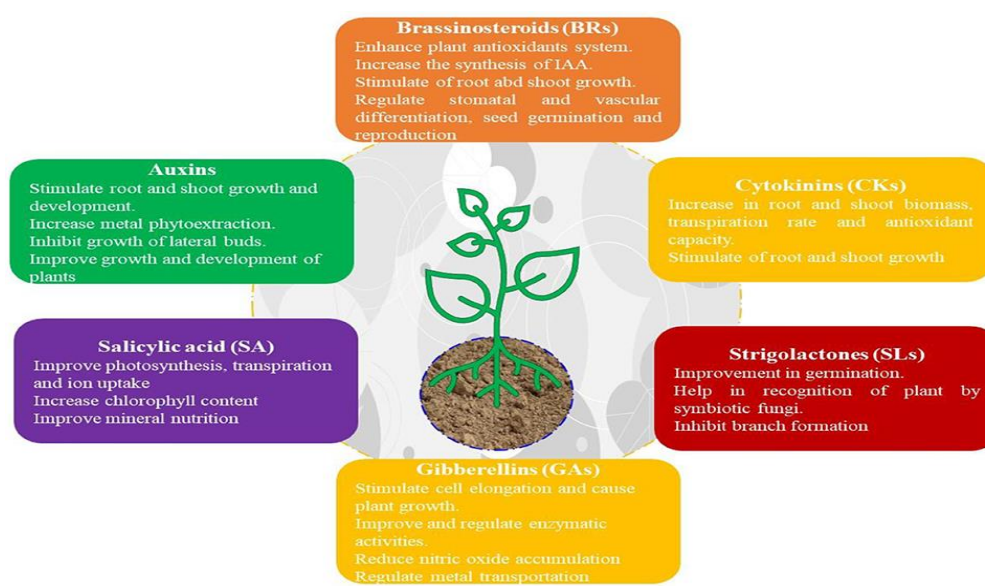 Brassinosteroids (BRs)
Enhance plant antioxidants system.
Increase the synthesis of IAA.
Stimulate of root abd shoot growth.
Regulate stomatal and vascular
differentiation, seed germination and
reproduction
Auxins
Stimulate root and shoot growth and
development.
Increase metal phytoextraction.
Inhibit growth of lateral buds.
Improve growth and development of
plants
Cytokinins (CKs)
Increase in root and shoot biomass,
transpiration rate and antioxidant
capacity.
Stimulate of root and shoot growth
Salicylic acid (SA)
Improve photosynthesis, transpiration
and ion uptake
Increase chlorophyll content
Improve mineral nutrition
Strigolactones (SLs)
Improvement in germination.
Help in recognition of plant by
symbiotic fungi.
Inhibit branch formation
Gibberellins (GAs)
Stimulate cell elongation and cause
plant growth.
Improve and regulate enzymatic
activities.
Reduce nitric oxide accumulation
Regulate metal transportation